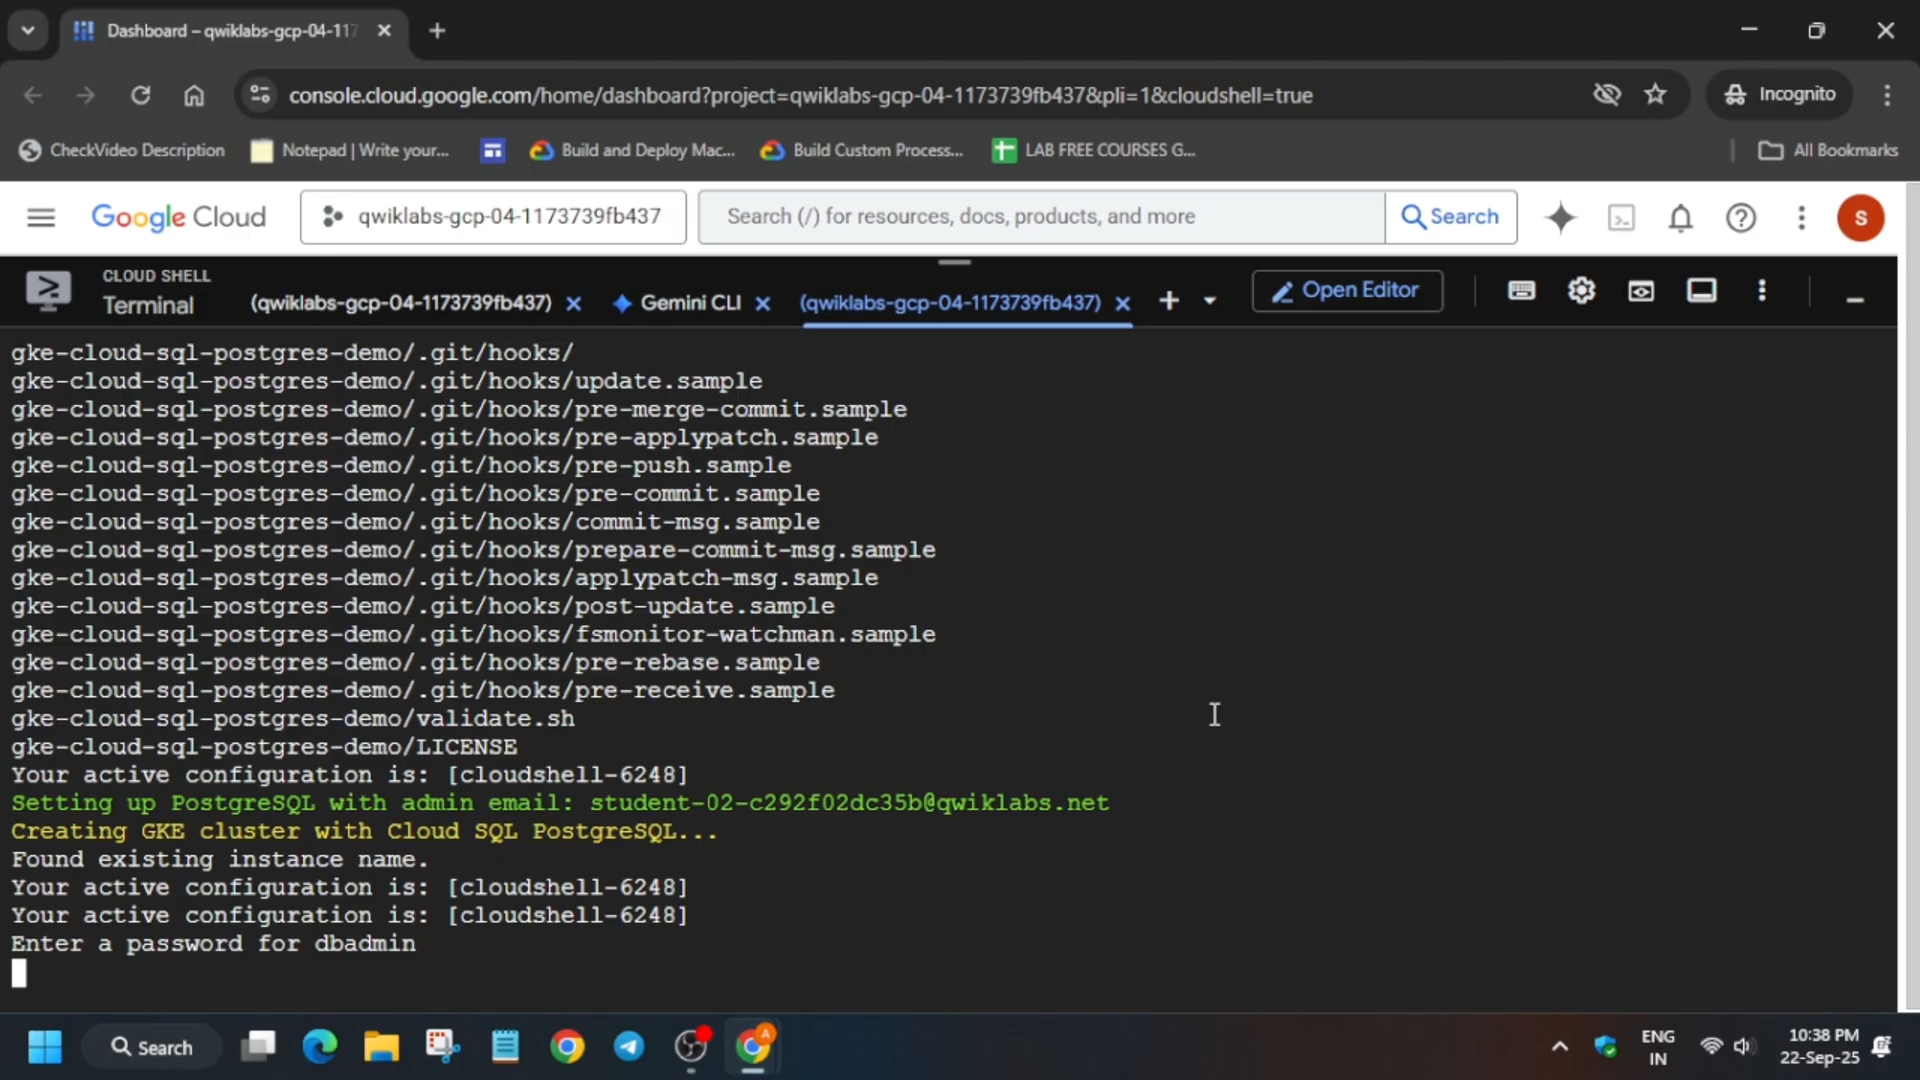 Dashboard – qwiklabs-gcp-04-117
console.cloud.google.com/home/dashboard?project=qwiklabs-gcp-04-1173739fb437&pli=1&cloudshell=true
Incognito
CheckVideo Description
Notepad | Write your...
Build and Deploy Mac...
Build Custom Process...
LAB FREE COURSES G...
All Bookmarks
Google Cloud
qwiklabs-gcp-04-1173739fb437
Search (/) for resources, docs, products, and more
Search
S
CLOUD SHELL
Terminal
(qwiklabs-gcp-04-1173739fb437)
Gemini CLI
(qwiklabs-gcp-04-1173739fb437)
Open Editor
gke-cloud-sql-postgres-demo/.git/hooks/
gke-cloud-sql-postgres-demo/.git/hooks/update.sample
gke-cloud-sql-postgres-demo/.git/hooks/pre-merge-commit.sample
gke-cloud-sql-postgres-demo/.git/hooks/pre-applypatch.sample
gke-cloud-sql-postgres-demo/.git/hooks/pre-push.sample
gke-cloud-sql-postgres-demo/.git/hooks/pre-commit.sample
gke-cloud-sql-postgres-demo/.git/hooks/commit-msg.sample
gke-cloud-sql-postgres-demo/.git/hooks/prepare-commit-msg.sample
gke-cloud-sql-postgres-demo/.git/hooks/applypatch-msg.sample
gke-cloud-sql-postgres-demo/.git/hooks/post-update.sample
gke-cloud-sql-postgres-demo/.git/hooks/fsmonitor-watchman.sample
gke-cloud-sql-postgres-demo/.git/hooks/pre-rebase.sample
gke-cloud-sql-postgres-demo/.git/hooks/pre-receive.sample
gke-cloud-sql-postgres-demo/validate.sh
gke-cloud-sql-postgres-demo/LICENSE
Your active configuration is: [cloudshell-6248]
Setting up PostgreSQL with admin email: student-02-c292f02dc35b@qwiklabs.net
Creating GKE cluster with Cloud SQL PostgreSQL...
Found existing instance name.
Your active configuration is: [cloudshell-6248]
Your active configuration is: [cloudshell-6248]
Enter a password for dbadmin
Search
A
ENG
IN
10:38 PM
22-Sep-25